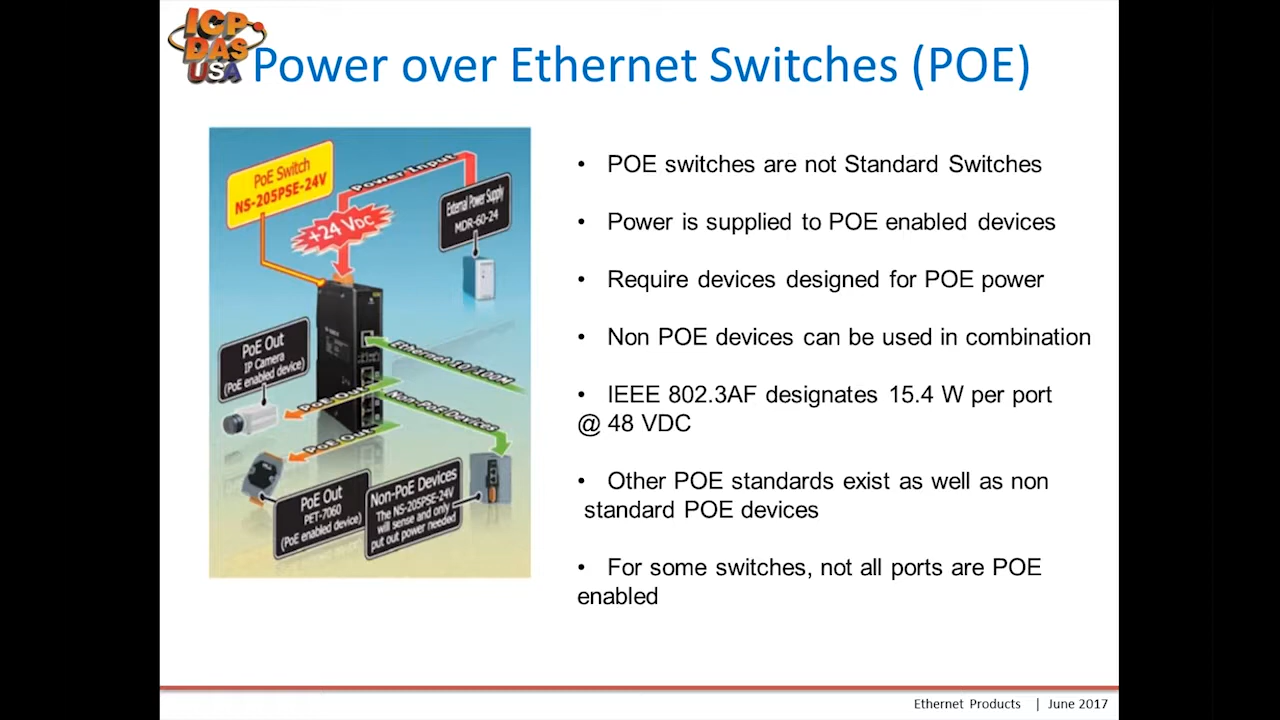 ICP
DAS
USA
Power over Ethernet Switches (POE)
PoE Switch
NS-205PSE-24V
Power Input
+24 VDC
External Power Supply
MDR-60-24
PoE Out
IP Camera
(PoE enabled device)
Ethernet 10/100M
PoE Out
Non-PoE Devices
PoE Out
PoE Out
PET-7060
(PoE enabled device)
Non-PoE Devices
The NS-205PSE-24V
will sense and only
put out power needed
• POE switches are not Standard Switches
• Power is supplied to POE enabled devices
• Require devices designed for POE power
• Non POE devices can be used in combination
• IEEE 802.3AF designates 15.4 W per port
@ 48 VDC
• Other POE standards exist as well as non
standard POE devices
• For some switches, not all ports are POE
enabled
Ethernet Products | June 2017